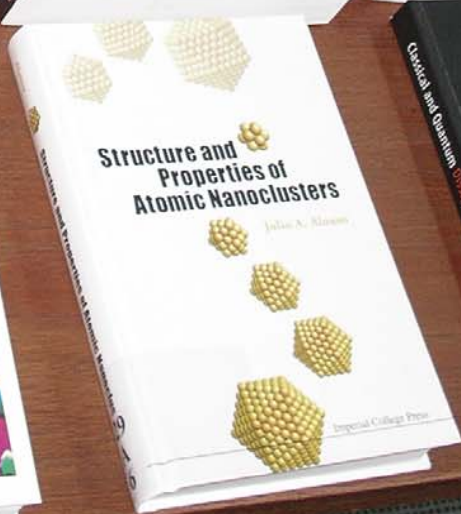 Structure and
Properties of
Atomic Nanoclusters
Julio A. Alonso
Imperial College Press
Structure and Properties of Atomic
Classical and Quantum